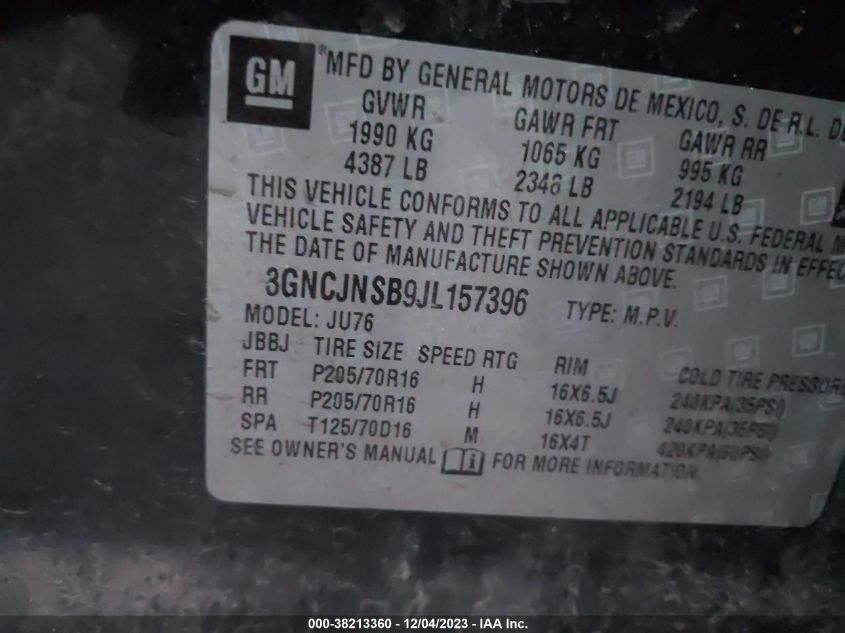 GM
*MFD BY GENERAL MOTORS DE MEXICO, S. DE R.L. DE
GVWR GAWR FRT GAWR RR
1990 KG 1065 KG 995 KG
4387 LB 2348 LB 2194 LB
THIS VEHICLE CONFORMS TO ALL APPLICABLE U.S. FEDERAL M
VEHICLE SAFETY AND THEFT PREVENTION STANDARDS IN EFFEC
THE DATE OF MANUFACTURE SHOWN ABOVE.
3GNCJNSB9JL157396 TYPE: M.P.V.
MODEL: JU76
JBBJ TIRE SIZE SPEED RTG RIM COLD TIRE PRESSURE
FRT P205/70R16 H 16X6.5J 240KPA(35PSI)
RR P205/70R16 H 16X6.5J 240KPA(35PSI)
SPA T125/70D16 M 16X4T 420KPA(60PSI)
SEE OWNER'S MANUAL i FOR MORE INFORMATION.
000-38213360 - 12/04/2023 - IAA Inc.